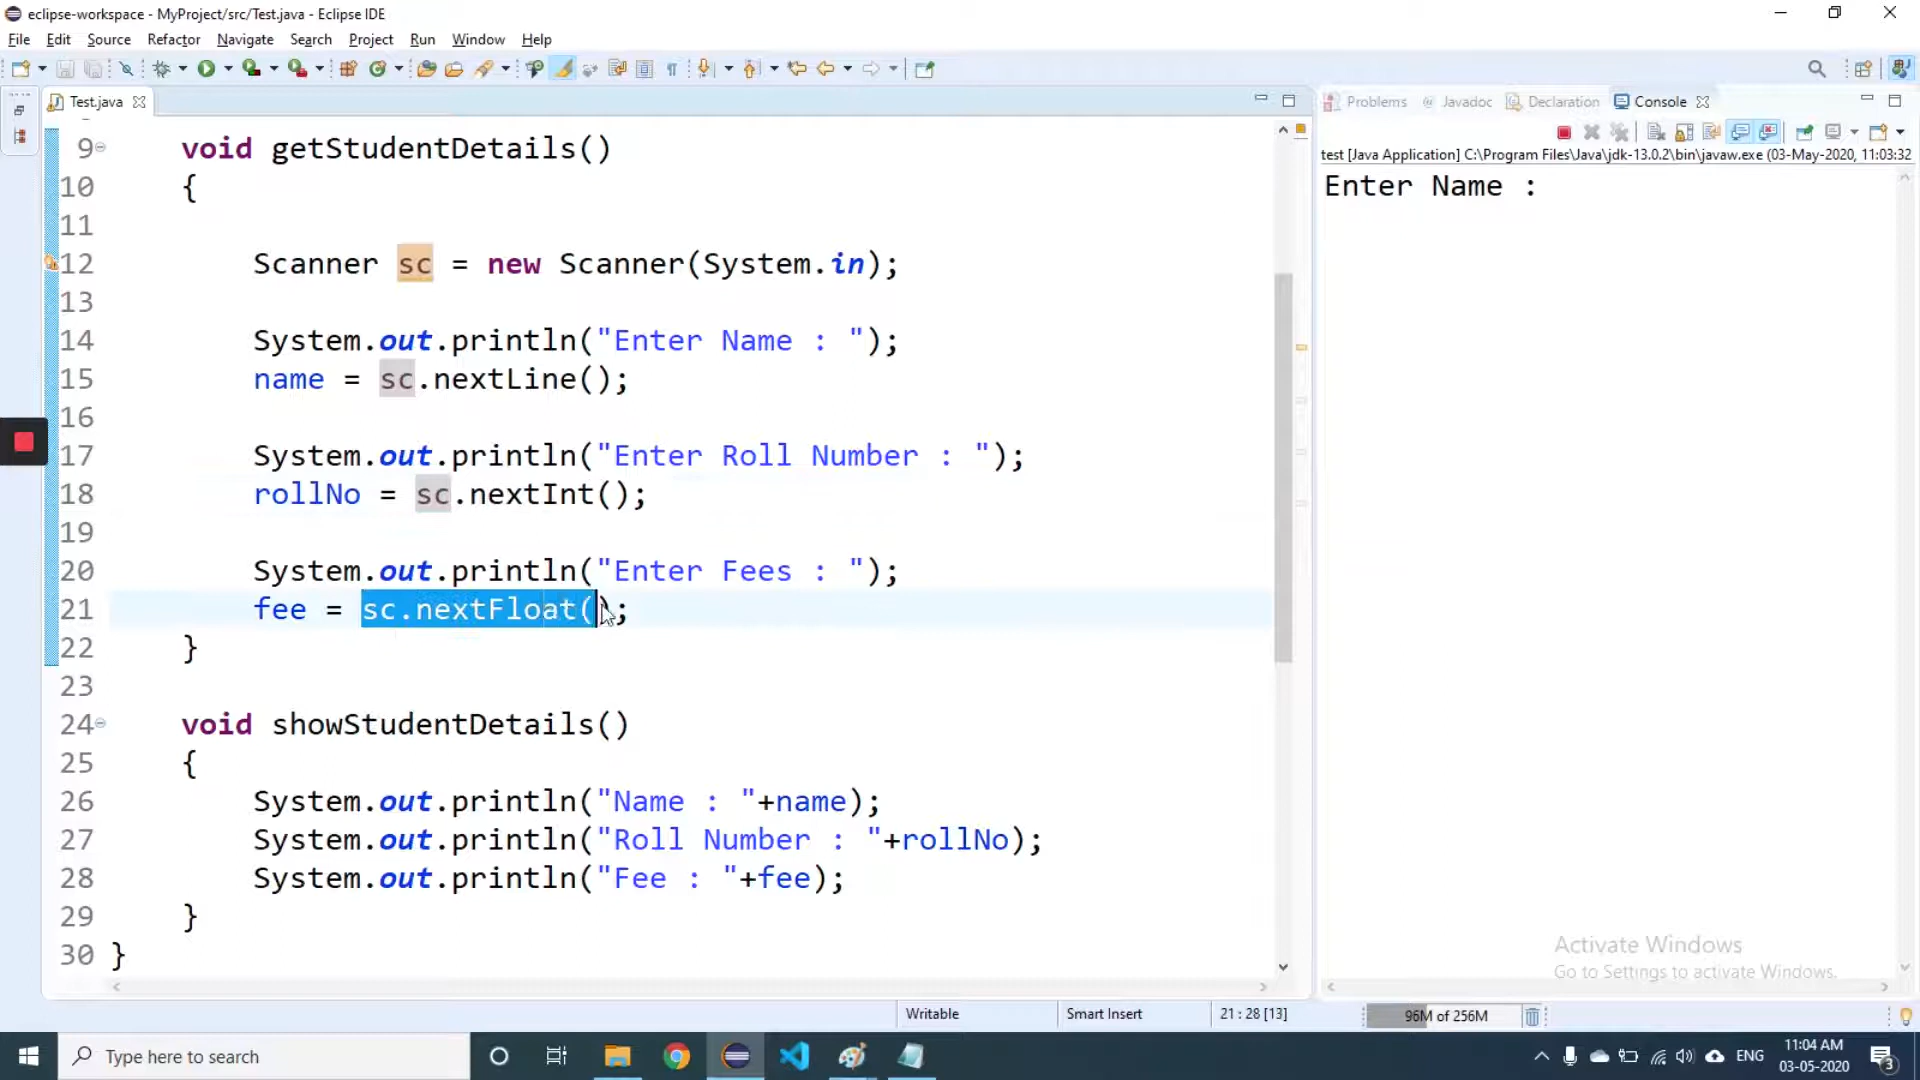 eclipse-workspace - MyProject/src/Test.java - Eclipse IDE
File Edit Source Refactor Navigate Search Project Run Window Help
Test.java
Problems Javadoc Declaration Console
test [Java Application] C:\Program Files\Java\jdk-13.0.2\bin\javaw.exe (03-May-2020, 11:03:32
Enter Name :
9 void getStudentDetails()
10 {
11
12 Scanner sc = new Scanner(System.in);
13
14 System.out.println("Enter Name : ");
15 name = sc.nextLine();
16
17 System.out.println("Enter Roll Number : ");
18 rollNo = sc.nextInt();
19
20 System.out.println("Enter Fees : ");
21 fee = sc.nextFloat();
22 }
23
24 void showStudentDetails()
25 {
26 System.out.println("Name : "+name);
27 System.out.println("Roll Number : "+rollNo);
28 System.out.println("Fee : "+fee);
29 }
30 }
Activate Windows
Go to Settings to activate Windows.
Writable Smart Insert 21 : 28 [13] 96M of 256M
Type here to search
ENG
11:04 AM
03-05-2020
3